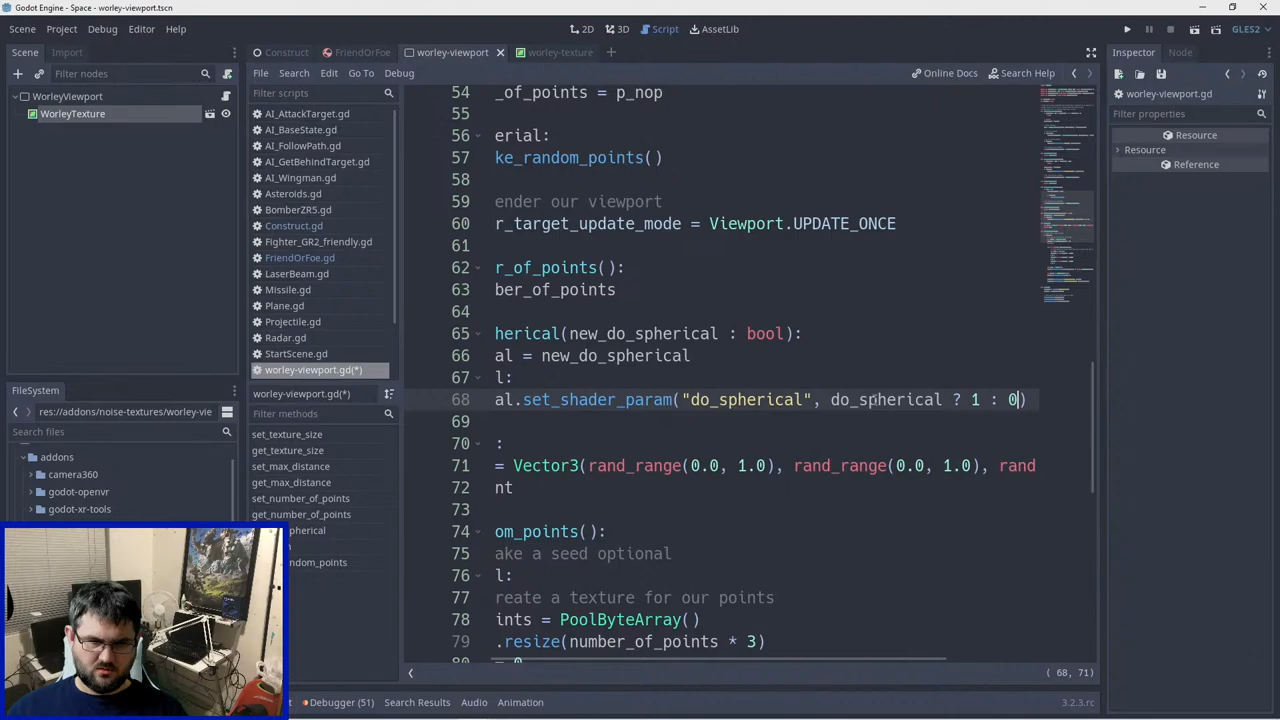 Godot Engine - Space - worley-viewport.tscn
Scene Project Debug Editor Help
2D 3D Script AssetLib
GLES2
Scene Import
Construct FriendOrFoe worley-viewport worley-texture
Inspector Node
Filter nodes
File Search Edit Go To Debug
Online Docs Search Help
WorleyViewport
WorleyTexture
Filter scripts
AI_AttackTarget.gd
AI_BaseState.gd
AI_FollowPath.gd
AI_GetBehindTarget.gd
AI_Wingman.gd
Asteroids.gd
BomberZR5.gd
Construct.gd
Fighter_GR2_friendly.gd
FriendOrFoe.gd
LaserBeam.gd
Missile.gd
Plane.gd
Projectile.gd
Radar.gd
StartScene.gd
worley-viewport.gd(*)
worley-viewport.gd(*)
Filter methods
set_texture_size
get_texture_size
set_max_distance
get_max_distance
set_number_of_points
get_number_of_points
spherical
ndom_points
54 _of_points = p_nop
55
56 erial:
57 ke_random_points()
58
59 ender our viewport
60 r_target_update_mode = Viewport.UPDATE_ONCE
61
62 r_of_points():
63 ber_of_points
64
65 herical(new_do_spherical : bool):
66 al = new_do_spherical
67 l:
68 al.set_shader_param("do_spherical", do_spherical ? 1 : 0)
69
70 :
71 = Vector3(rand_range(0.0, 1.0), rand_range(0.0, 1.0), rand
72 nt
73
74 om_points():
75 ake a seed optional
76 l:
77 reate a texture for our points
78 ints = PoolByteArray()
79 .resize(number_of_points * 3)
80 = 0
( 68, 71)
worley-viewport.gd
Filter properties
Resource
Resource
Reference
FileSystem
res://addons/noise-textures/worley-vie
Search files
addons
camera360
godot-openvr
godot-xr-tools
Debugger (51) Search Results Audio Animation
3.2.3.rc